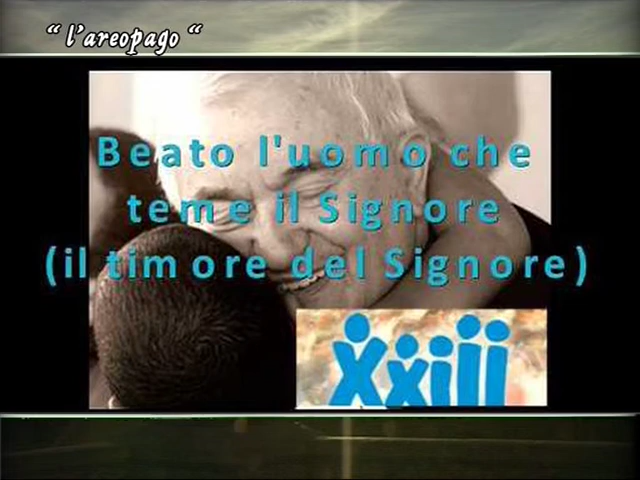 “ l’areopago “
Beato l'uomo che
teme il Signore
(il timore del Signore)
xxiii